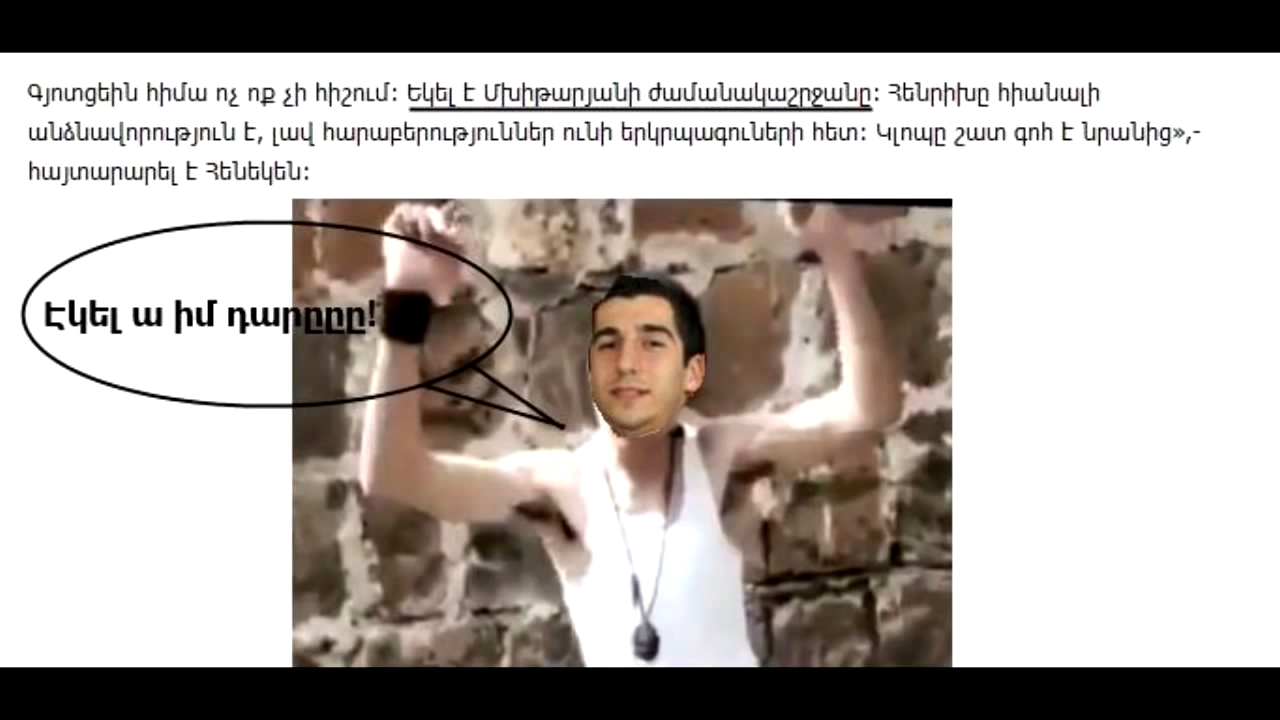 Գյոտցեին հիմա ոչ ոք չի հիշում: Եկել է Մխիթարյանի ժամանակաշրջանը: Հենրիխը հիանալի
անձնավորություն է, լավ հարաբերություններ ունի երկրպագուների հետ: Կլոպը շատ գոհ է նրանից»,-
հայտարարել է Հենեկեն:
Էկել ա իմ դարըըը!